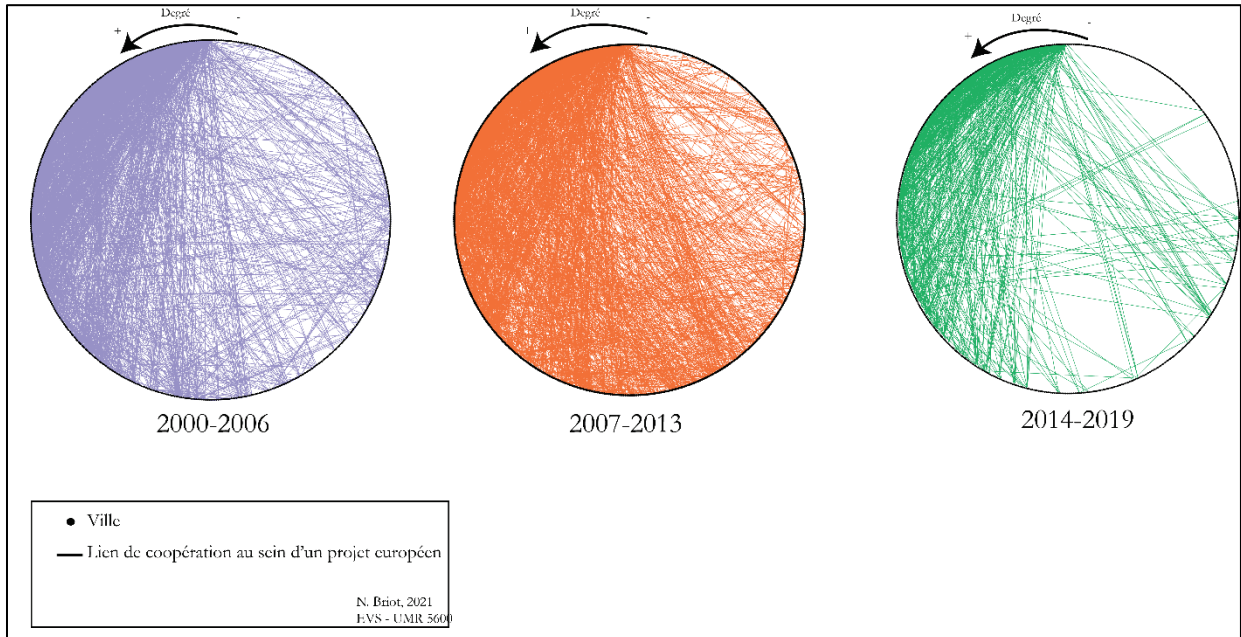 Degré
+ -
2000-2006
Degré
-
2007-2013
Degré
+ -
2014-2019
Ville
Lien de coopération au sein d'un projet européen
N. Briot, 2021
EVS - UMR 5600